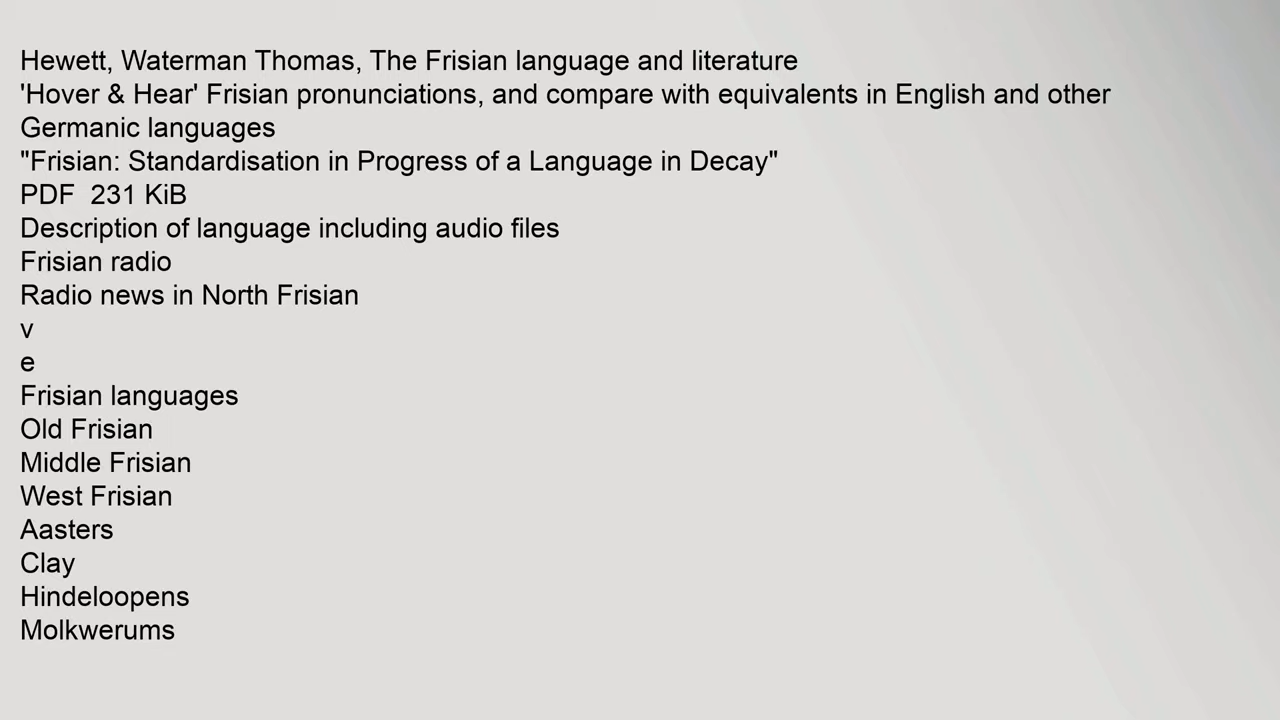 Hewett, Waterman Thomas, The Frisian language and literature
'Hover & Hear' Frisian pronunciations, and compare with equivalents in English and other
Germanic languages
"Frisian: Standardisation in Progress of a Language in Decay"
PDF  231 KiB
Description of language including audio files
Frisian radio
Radio news in North Frisian
v
e
Frisian languages
Old Frisian
Middle Frisian
West Frisian
Aasters
Clay
Hindeloopens
Molkwerums